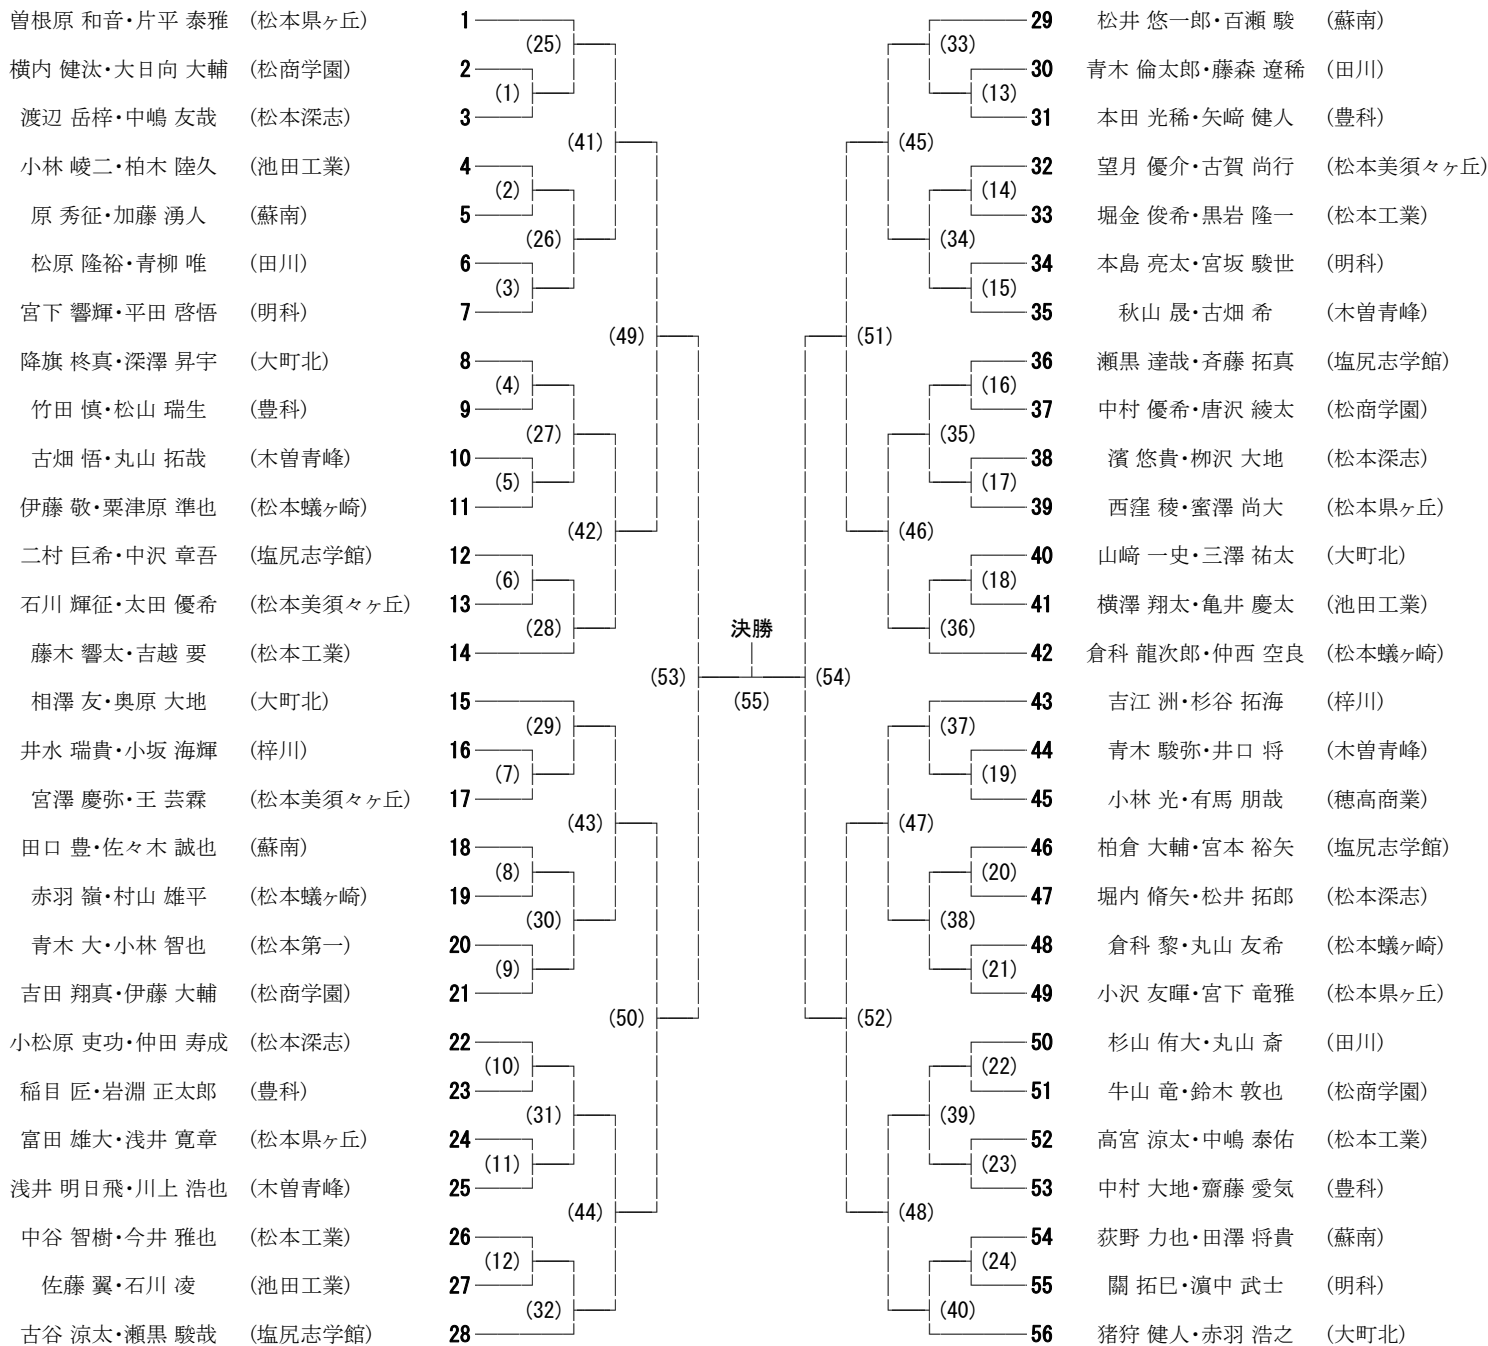 曽根原 和音・片平 泰雅 (松本県ヶ丘) 1
(25)
横内 健汰・大日向 大輔 (松商学園) 2
(1)
渡辺 岳梓・中嶋 友哉 (松本深志) 3
(41)
小林 崚二・柏木 陸久 (池田工業) 4
(2)
原 秀征・加藤 湧人 (蘇南) 5
(26)
松原 隆裕・青柳 唯 (田川) 6
(3)
宮下 響輝・平田 啓悟 (明科) 7
(49)
降旗 柊真・深澤 昇宇 (大町北) 8
(4)
竹田 慎・松山 瑞生 (豊科) 9
(27)
古畑 悟・丸山 拓哉 (木曽青峰) 10
(5)
伊藤 敬・粟津原 準也 (松本蟻ヶ崎) 11
(42)
二村 巨希・中沢 章吾 (塩尻志学館) 12
(6)
石川 輝征・太田 優希 (松本美須々ヶ丘) 13
(28)
藤木 響太・吉越 要 (松本工業) 14
(53)
相澤 友・奥原 大地 (大町北) 15
(29)
井水 瑞貴・小坂 海輝 (梓川) 16
(7)
宮澤 慶弥・王 芸霖 (松本美須々ヶ丘) 17
(43)
田口 豊・佐々木 誠也 (蘇南) 18
(8)
赤羽 嶺・村山 雄平 (松本蟻ヶ崎) 19
(30)
青木 大・小林 智也 (松本第一) 20
(9)
吉田 翔真・伊藤 大輔 (松商学園) 21
(50)
小松原 吏功・仲田 寿成 (松本深志) 22
(10)
稲目 匠・岩淵 正太郎 (豊科) 23
(31)
富田 雄大・浅井 寛章 (松本県ヶ丘) 24
(11)
浅井 明日飛・川上 浩也 (木曽青峰) 25
(44)
中谷 智樹・今井 雅也 (松本工業) 26
(12)
佐藤 翼・石川 凌 (池田工業) 27
(32)
古谷 涼太・瀬黒 駿哉 (塩尻志学館) 28
決勝
(55)
29 松井 悠一郎・百瀬 駿 (蘇南)
(33)
30 青木 倫太郎・藤森 遼稀 (田川)
(13)
31 本田 光稀・矢﨑 健人 (豊科)
(45)
32 望月 優介・古賀 尚行 (松本美須々ヶ丘)
(14)
33 堀金 俊希・黒岩 隆一 (松本工業)
(34)
34 本島 亮太・宮坂 駿世 (明科)
(15)
35 秋山 晟・古畑 希 (木曽青峰)
(51)
36 瀬黒 達哉・斉藤 拓真 (塩尻志学館)
(16)
37 中村 優希・唐沢 綾太 (松商学園)
(35)
38 濱 悠貴・栁沢 大地 (松本深志)
(17)
39 西窪 稜・蜜澤 尚大 (松本県ヶ丘)
(46)
40 山﨑 一史・三澤 祐太 (大町北)
(18)
41 横澤 翔太・亀井 慶太 (池田工業)
(36)
42 倉科 龍次郎・仲西 空良 (松本蟻ヶ崎)
(54)
43 吉江 洲・杉谷 拓海 (梓川)
(37)
44 青木 駿弥・井口 将 (木曽青峰)
(19)
45 小林 光・有馬 朋哉 (穂高商業)
(47)
46 柏倉 大輔・宮本 裕矢 (塩尻志学館)
(20)
47 堀内 脩矢・松井 拓郎 (松本深志)
(38)
48 倉科 黎・丸山 友希 (松本蟻ヶ崎)
(21)
49 小沢 友暉・宮下 竜雅 (松本県ヶ丘)
(52)
50 杉山 侑大・丸山 斎 (田川)
(22)
51 牛山 竜・鈴木 敦也 (松商学園)
(39)
52 高宮 涼太・中嶋 泰佑 (松本工業)
(23)
53 中村 大地・齋藤 愛気 (豊科)
(48)
54 荻野 力也・田澤 将貴 (蘇南)
(24)
55 關 拓巳・濵中 武士 (明科)
(40)
56 猪狩 健人・赤羽 浩之 (大町北)